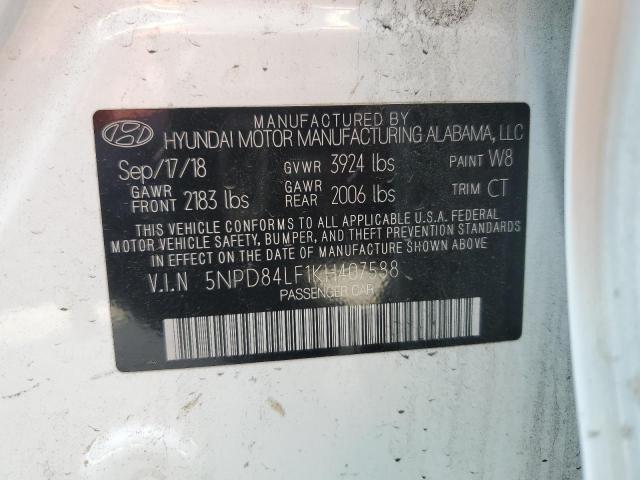 MANUFACTURED BY
HYUNDAI MOTOR MANUFACTURING ALABAMA, LLC
Sep/17/18 GVWR 3924 lbs PAINT W8
GAWR FRONT 2183 lbs GAWR REAR 2006 lbs TRIM CT
THIS VEHICLE CONFORMS TO ALL APPLICABLE U.S.A. FEDERAL
MOTOR VEHICLE SAFETY, BUMPER, AND THEFT PREVENTION STANDARDS
IN EFFECT ON THE DATE OF MANUFACTURE SHOWN ABOVE.
V.I.N 5NPD84LF1KH407588
PASSENGER CAR